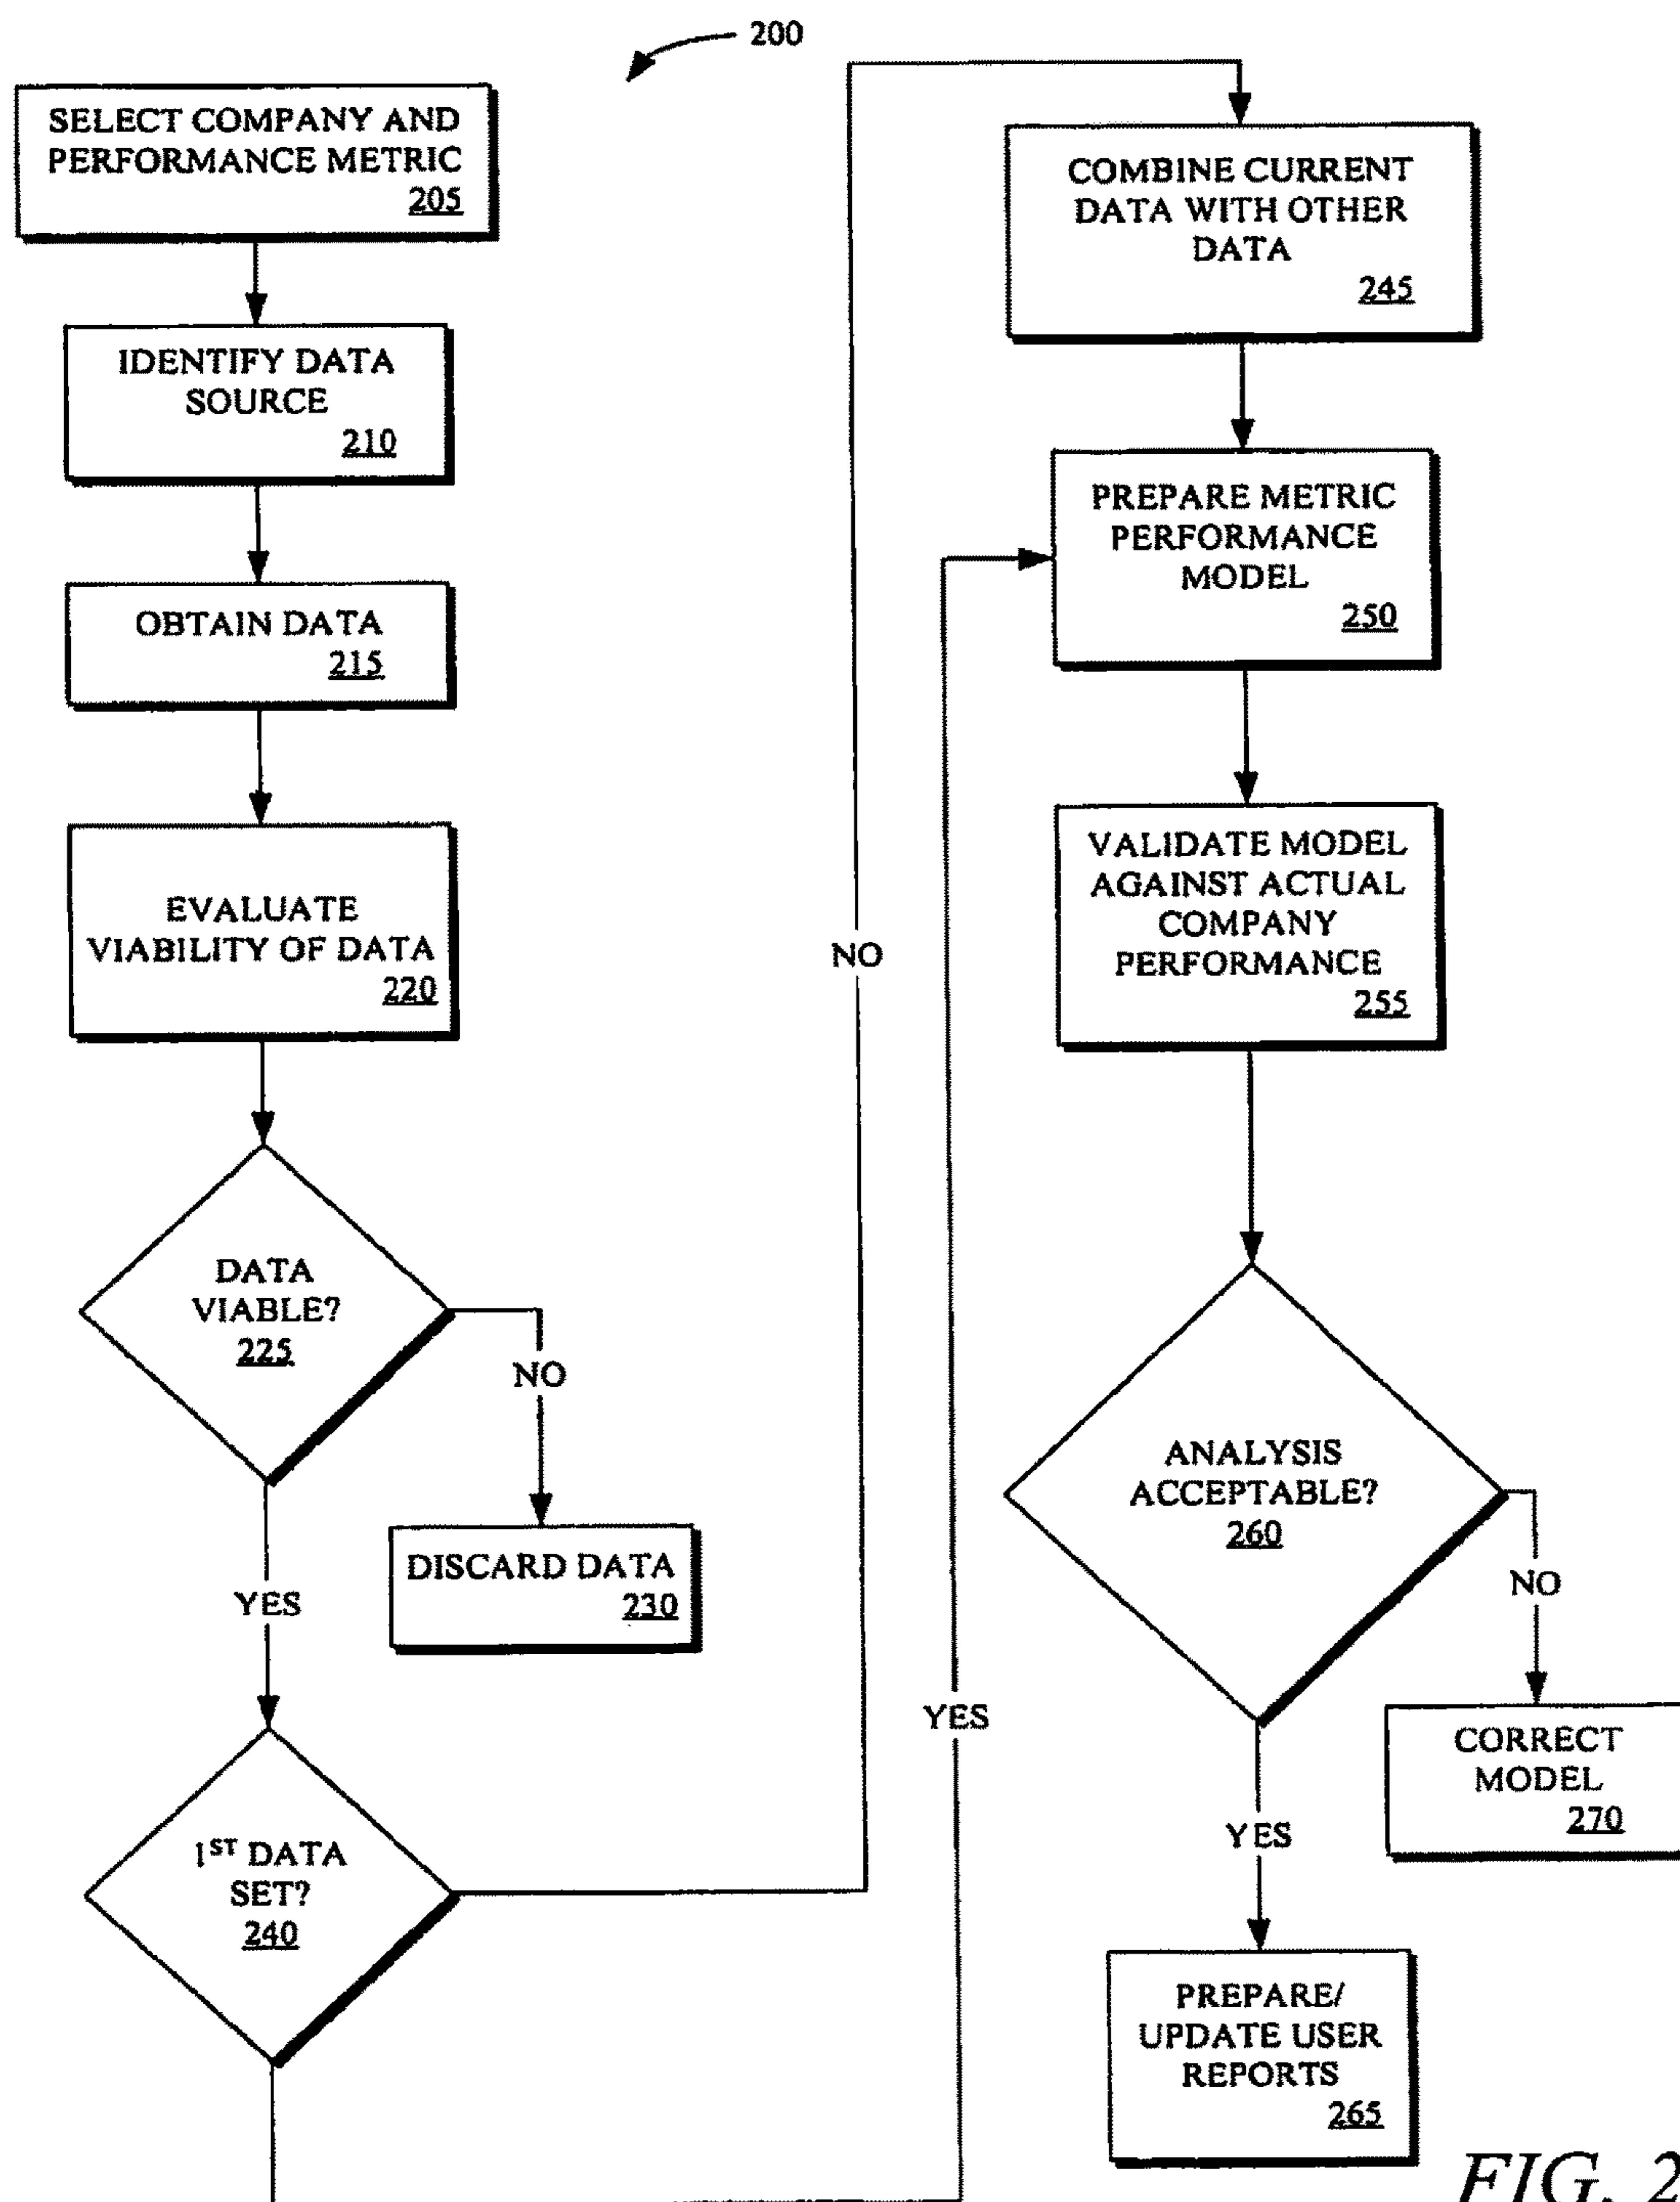 200
SELECT COMPANY AND
PERFORMANCE METRIC
205
IDENTIFY DATA
SOURCE
210
OBTAIN DATA
215
EVALUATE
VIABILITY OF DATA
220
DATA
VIABLE?
225
NO
DISCARD DATA
230
YES
1ST DATA
SET?
240
NO
YES
COMBINE CURRENT
DATA WITH OTHER
DATA
245
PREPARE METRIC
PERFORMANCE
MODEL
250
VALIDATE MODEL
AGAINST ACTUAL
COMPANY
PERFORMANCE
255
ANALYSIS
ACCEPTABLE?
260
NO
CORRECT
MODEL
270
YES
PREPARE/
UPDATE USER
REPORTS
265
FIG. 2